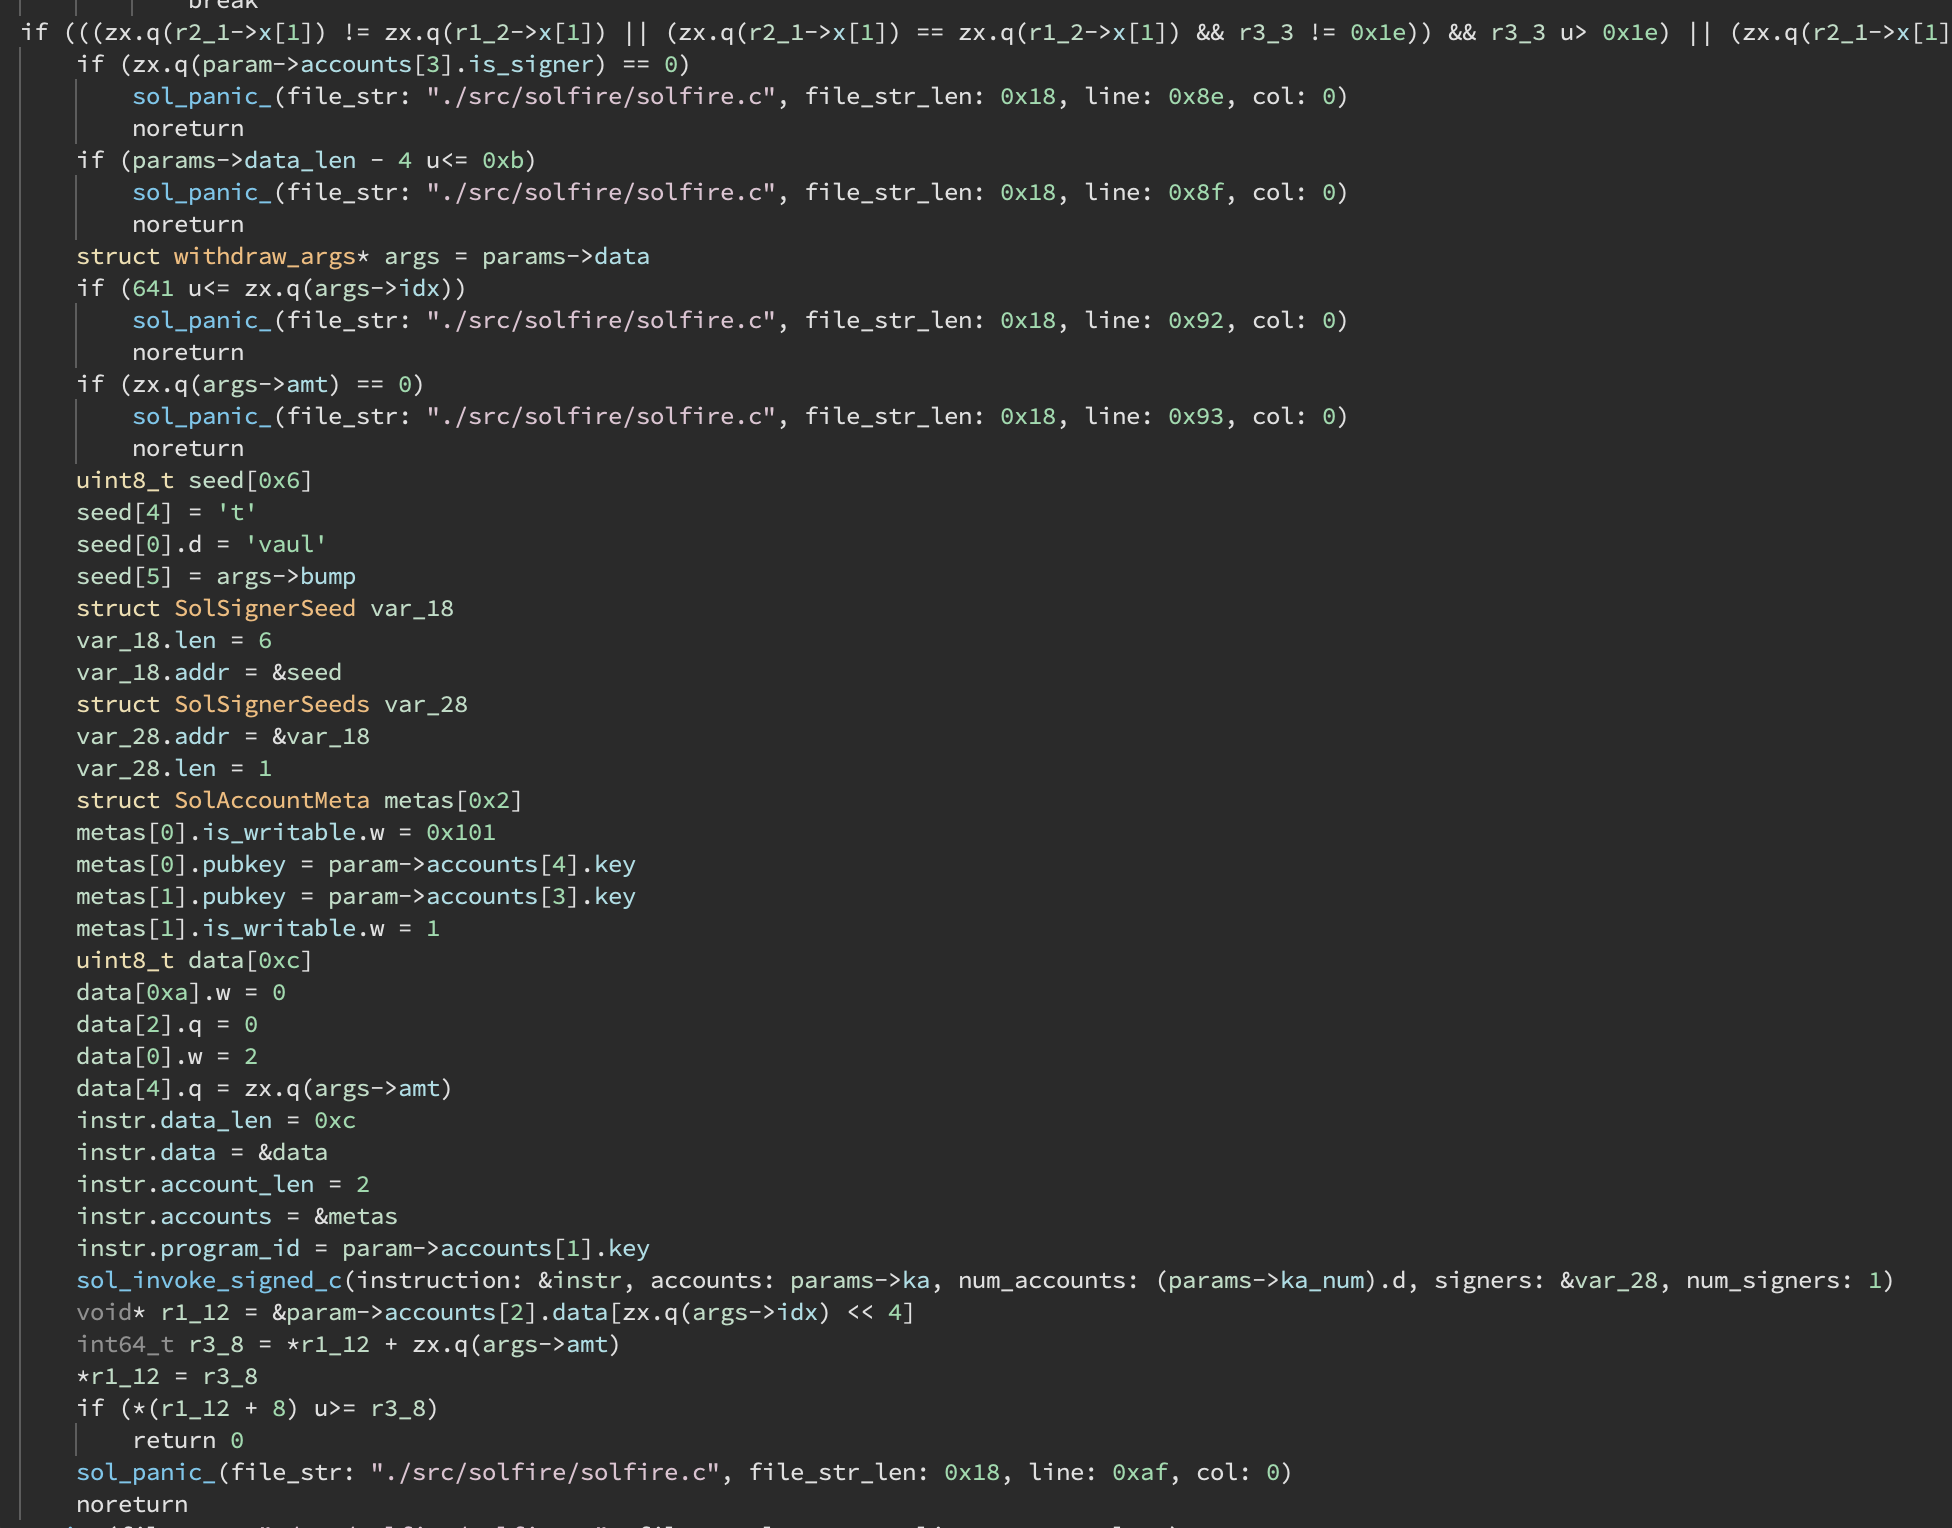 break
if (((zx.q(r2_1->x[1]) != zx.q(r1_2->x[1]) || (zx.q(r2_1->x[1]) == zx.q(r1_2->x[1]) && r3_3 != 0x1e)) && r3_3 u> 0x1e) || (zx.q(r2_1->x[1]
if (zx.q(param->accounts[3].is_signer) == 0)
sol_panic_(file_str: "./src/solfire/solfire.c", file_str_len: 0x18, line: 0x8e, col: 0)
noreturn
if (params->data_len - 4 u<= 0xb)
sol_panic_(file_str: "./src/solfire/solfire.c", file_str_len: 0x18, line: 0x8f, col: 0)
noreturn
struct withdraw_args* args = params->data
if (641 u<= zx.q(args->idx))
sol_panic_(file_str: "./src/solfire/solfire.c", file_str_len: 0x18, line: 0x92, col: 0)
noreturn
if (zx.q(args->amt) == 0)
sol_panic_(file_str: "./src/solfire/solfire.c", file_str_len: 0x18, line: 0x93, col: 0)
noreturn
uint8_t seed[0x6]
seed[4] = 't'
seed[0].d = 'vaul'
seed[5] = args->bump
struct SolSignerSeed var_18
var_18.len = 6
var_18.addr = &seed
struct SolSignerSeeds var_28
var_28.addr = &var_18
var_28.len = 1
struct SolAccountMeta metas[0x2]
metas[0].is_writable.w = 0x101
metas[0].pubkey = param->accounts[4].key
metas[1].pubkey = param->accounts[3].key
metas[1].is_writable.w = 1
uint8_t data[0xc]
data[0xa].w = 0
data[2].q = 0
data[0].w = 2
data[4].q = zx.q(args->amt)
instr.data_len = 0xc
instr.data = &data
instr.account_len = 2
instr.accounts = &metas
instr.program_id = param->accounts[1].key
sol_invoke_signed_c(instruction: &instr, accounts: params->ka, num_accounts: (params->ka_num).d, signers: &var_28, num_signers: 1)
void* r1_12 = &param->accounts[2].data[zx.q(args->idx) << 4]
int64_t r3_8 = *r1_12 + zx.q(args->amt)
*r1_12 = r3_8
if (*(r1_12 + 8) u>= r3_8)
return 0
sol_panic_(file_str: "./src/solfire/solfire.c", file_str_len: 0x18, line: 0xaf, col: 0)
noreturn